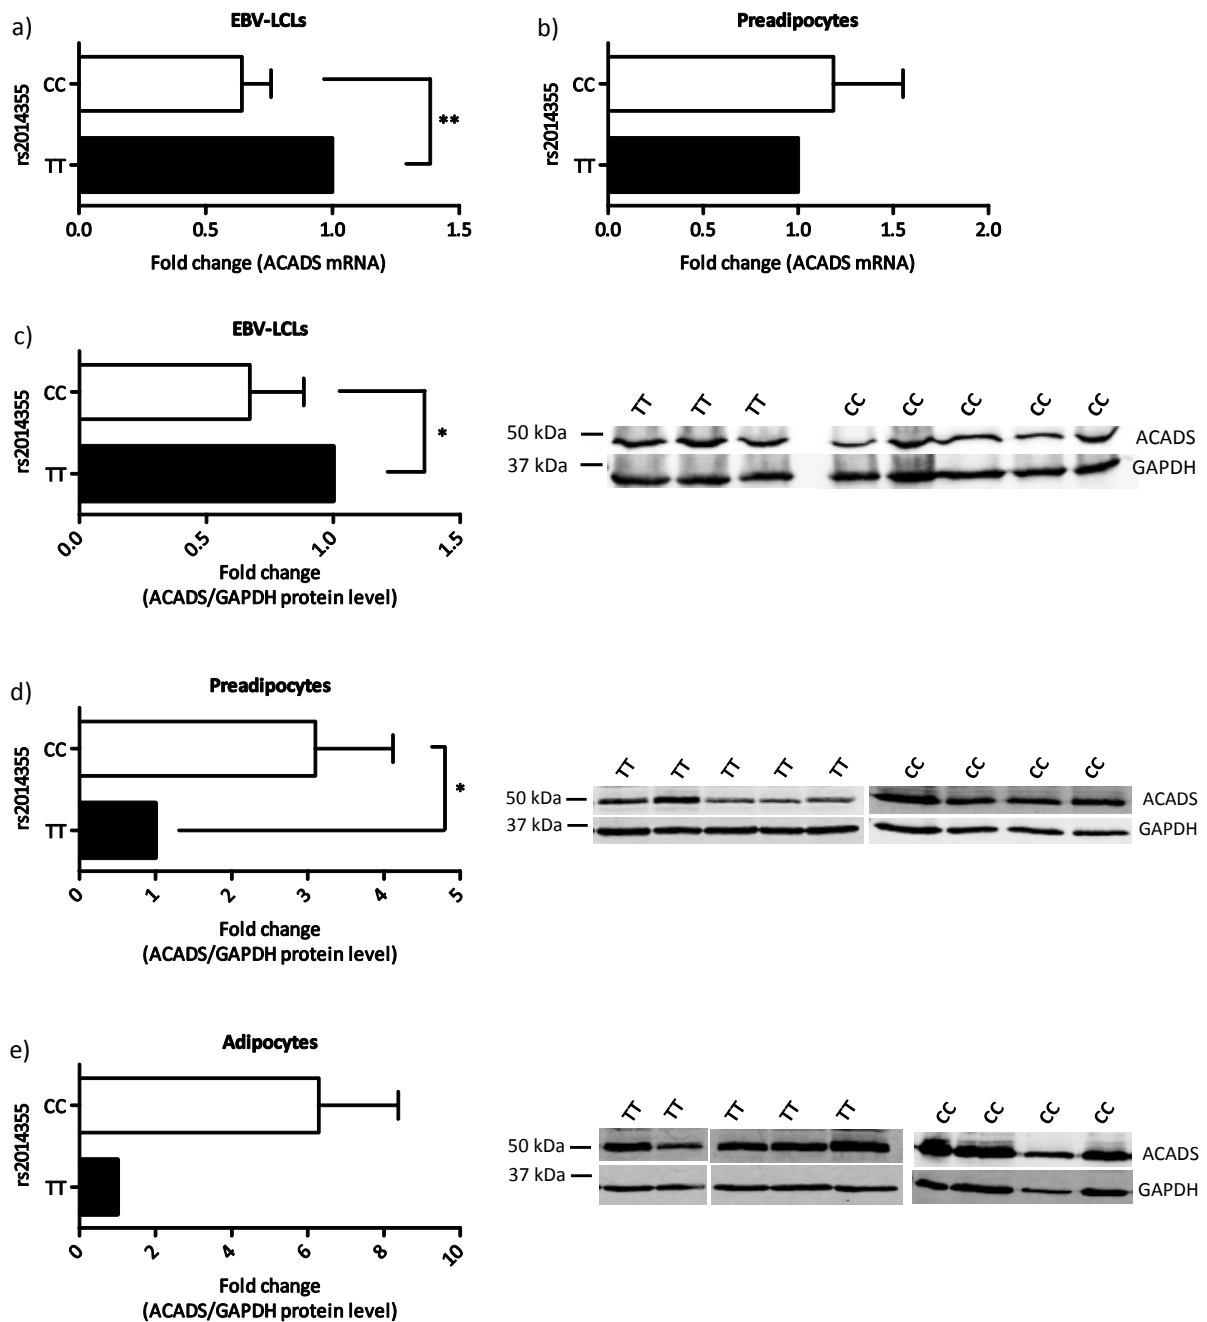 a)
EBV-LCLs
rs2014355
CC
TT
**
0.0 0.5 1.0 1.5
Fold change (ACADS mRNA)
b)
Preadipocytes
rs2014355
CC
TT
0.0 0.5 1.0 1.5 2.0
Fold change (ACADS mRNA)
c)
EBV-LCLs
rs2014355
CC
TT
*
0.0 0.5 1.0 1.5
Fold change
(ACADS/GAPDH protein level)
TT TT TT CC CC CC CC CC
50 kDa
ACADS
37 kDa
GAPDH
d)
Preadipocytes
rs2014355
CC
TT
*
0 1 2 3 4 5
Fold change
(ACADS/GAPDH protein level)
TT TT TT TT TT CC CC CC CC
50 kDa
ACADS
37 kDa
GAPDH
e)
Adipocytes
rs2014355
CC
TT
0 2 4 6 8 10
Fold change
(ACADS/GAPDH protein level)
TT TT TT TT TT CC CC CC CC
50 kDa
ACADS
37 kDa
GAPDH